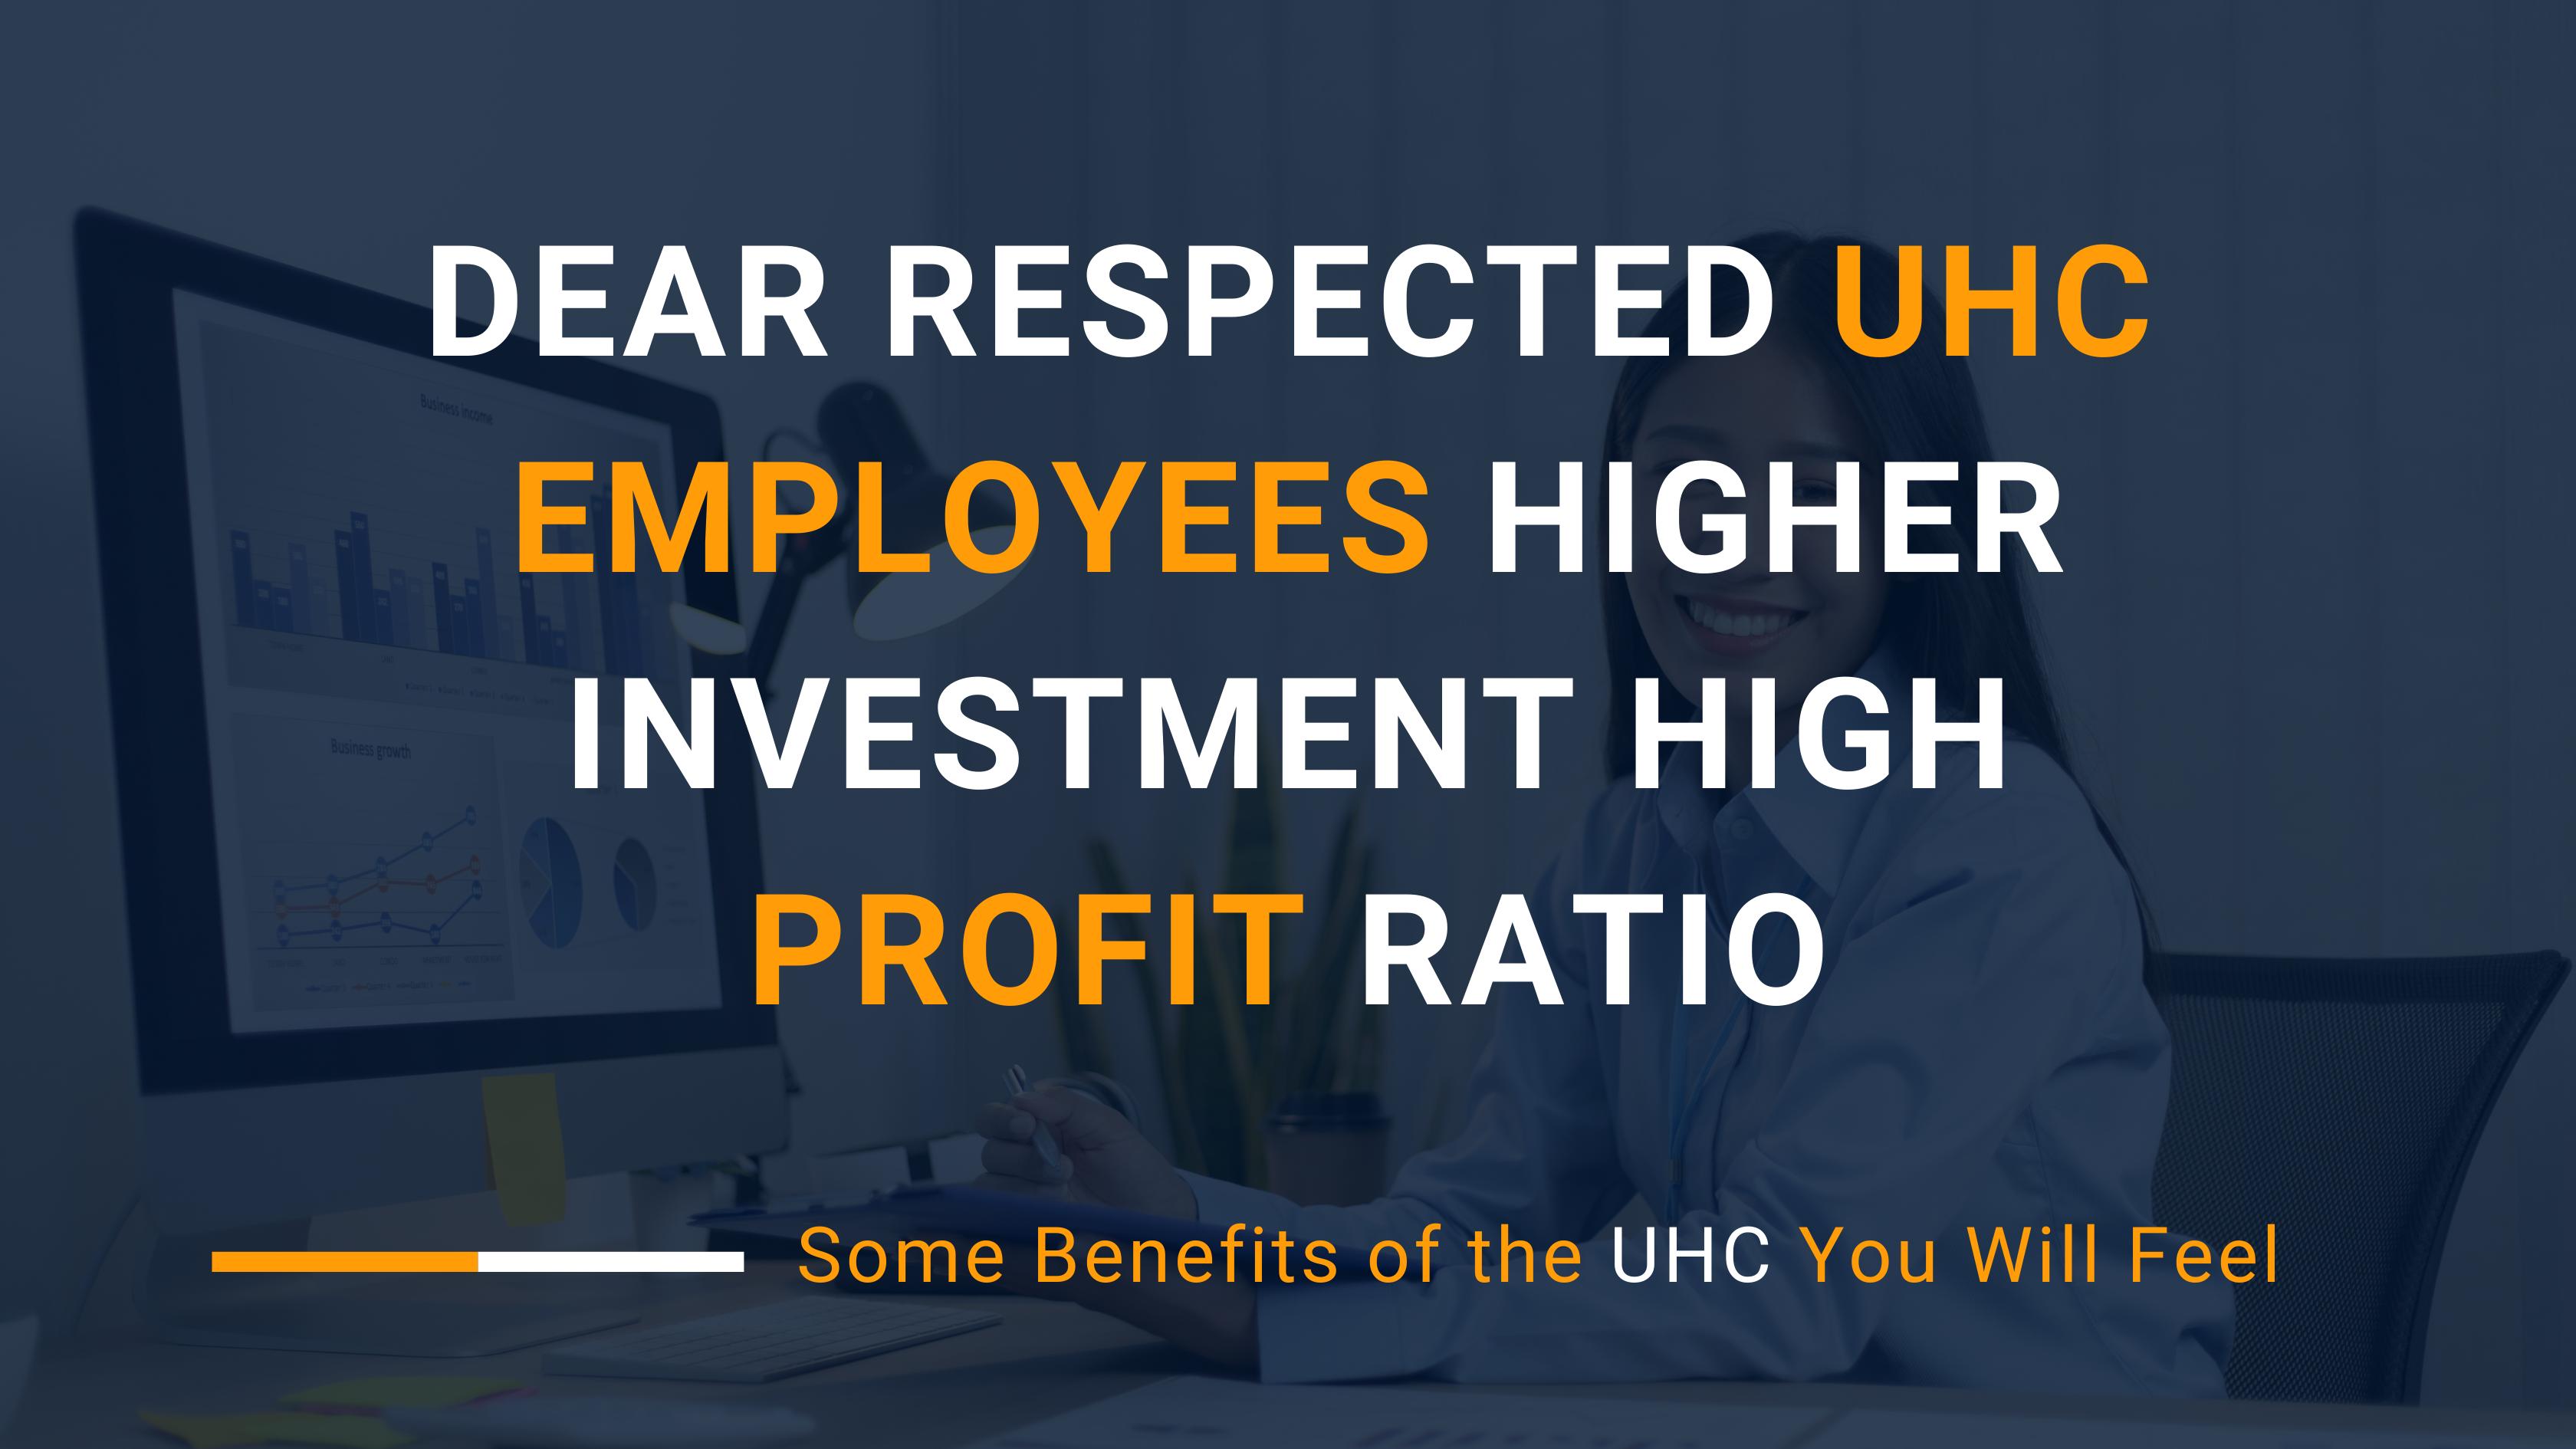 DEAR RESPECTED UHC
EMPLOYEES HIGHER
INVESTMENT HIGH
PROFIT RATIO
Some Benefits of the UHC You Will Feel
Business income
Business growth